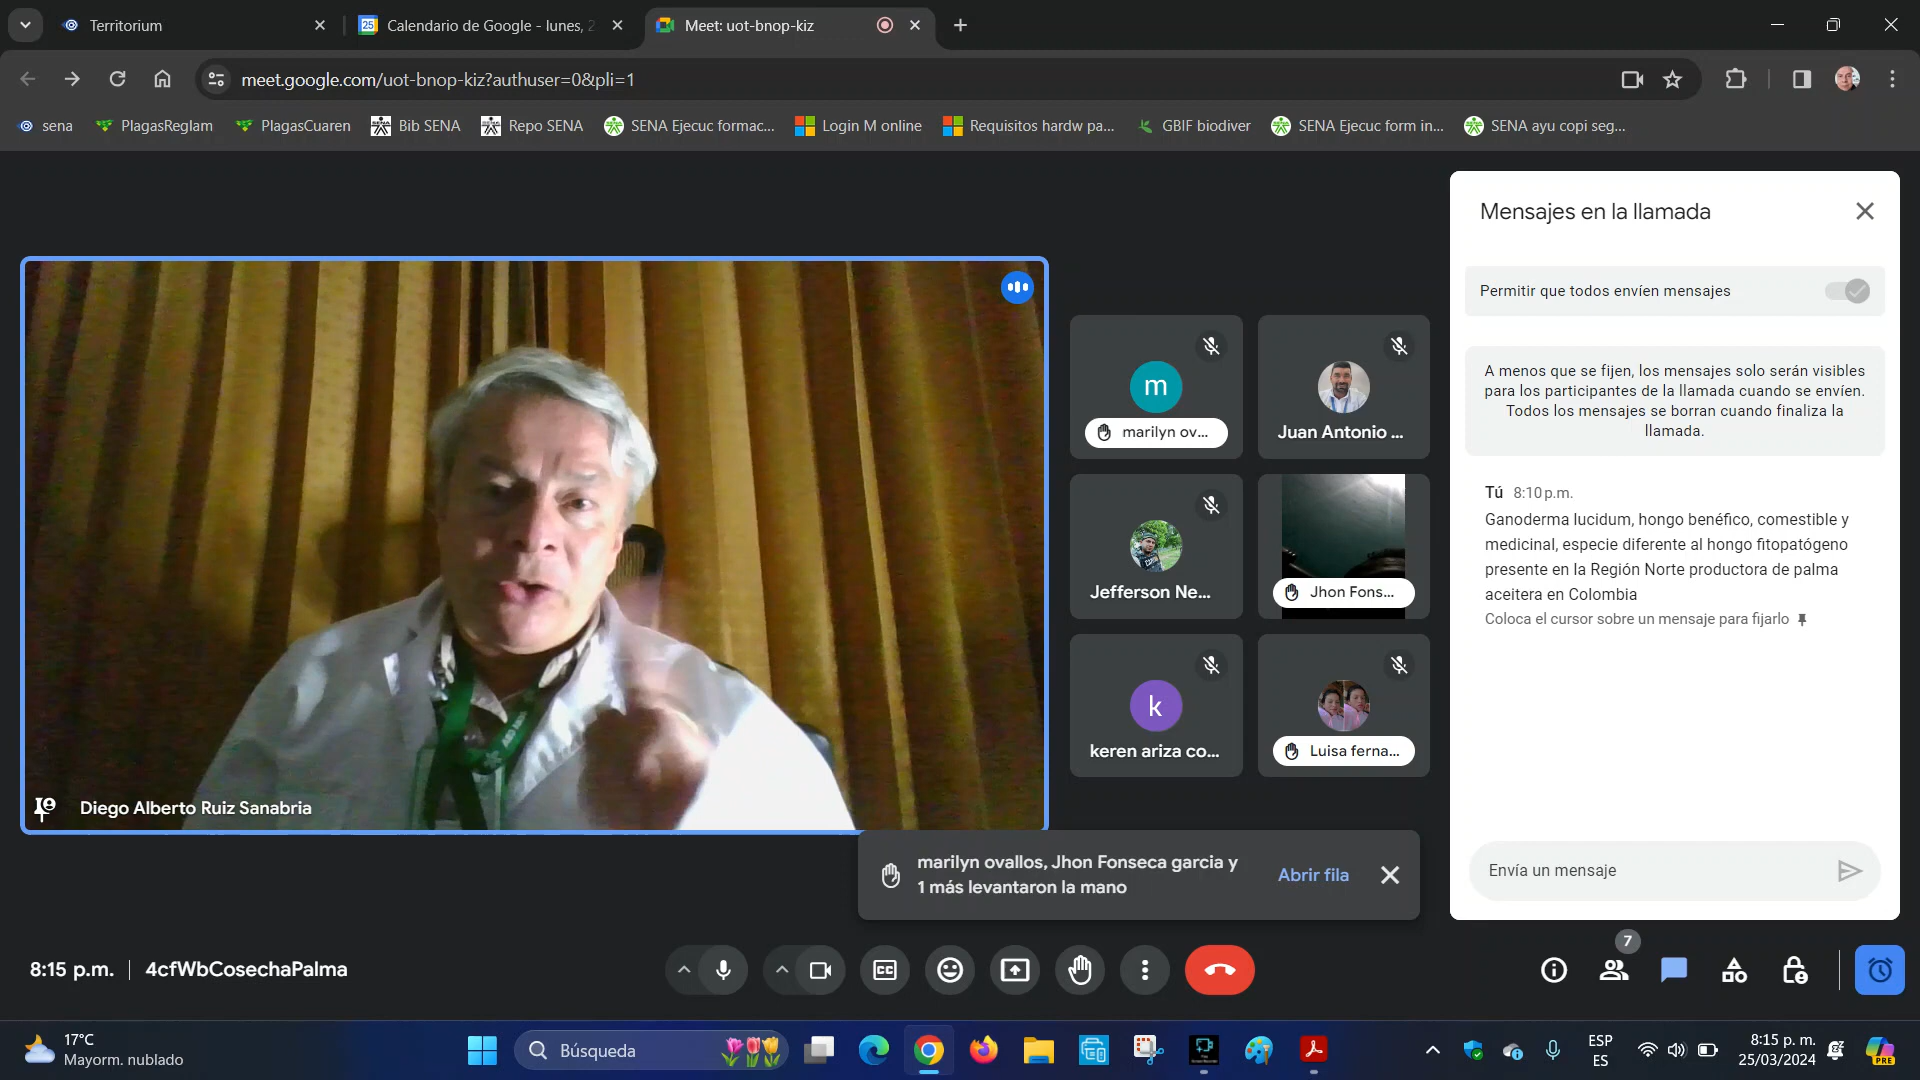 Territorium
Calendario de Google - lunes, 2
Meet: uot-bnop-kiz
meet.google.com/uot-bnop-kiz?authuser=0&pli=1
sena
PlagasReglam
PlagasCuaren
Bib SENA
Repo SENA
SENA Ejecuc formac...
Login M online
Requisitos hardw pa...
GBIF biodiver
SENA Ejecuc form in...
SENA ayu copi seg...
Diego Alberto Ruiz Sanabria
m
marilyn ov...
Juan Antonio ...
Jefferson Ne...
Jhon Fons...
k
keren ariza co...
Luisa ferna...
Mensajes en la llamada
Permitir que todos envíen mensajes
A menos que se fijen, los mensajes solo serán visibles
para los participantes de la llamada cuando se envíen.
Todos los mensajes se borran cuando finaliza la
llamada.
Tú 8:10 p.m.
Ganoderma lucidum, hongo benéfico, comestible y
medicinal, especie diferente al hongo fitopatógeno
presente en la Región Norte productora de palma
aceitera en Colombia
Coloca el cursor sobre un mensaje para fijarlo
Envía un mensaje
marilyn ovallos, Jhon Fonseca garcia y
1 más levantaron la mano
Abrir fila
8:15 p.m.
4cfWbCosechaPalma
7
17°C
Mayorm. nublado
Búsqueda
ESP
ES
8:15 p. m.
25/03/2024
PRE